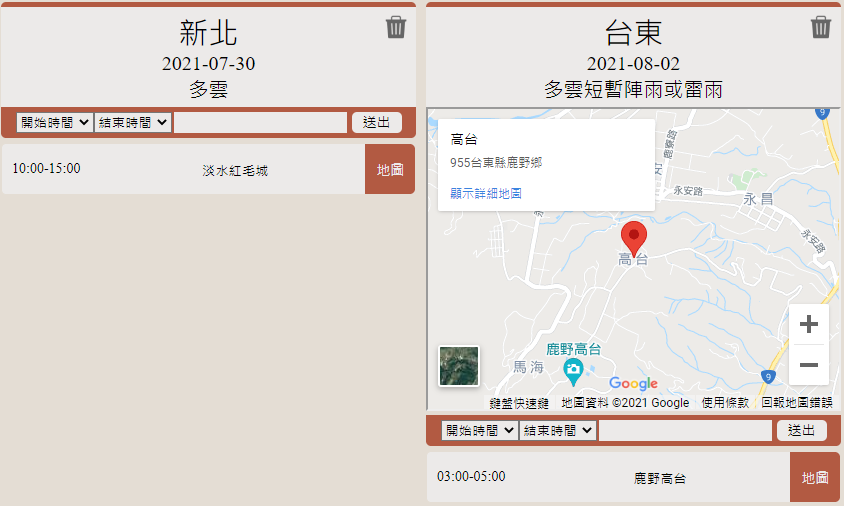 新北
2021-07-30
多雲
開始時間 結束時間 送出
10:00-15:00 淡水紅毛城 地圖
台東
2021-08-02
多雲短暫陣雨或雷雨
高台
955台東縣鹿野鄉
顯示詳細地圖
鹿寮路
永安路
永昌
永安路
高台
鹿野高台
馬海
9
9
Google
鍵盤快速鍵 地圖資料 ©2021 Google 使用條款 回報地圖錯誤
開始時間 結束時間 送出
03:00-05:00 鹿野高台 地圖